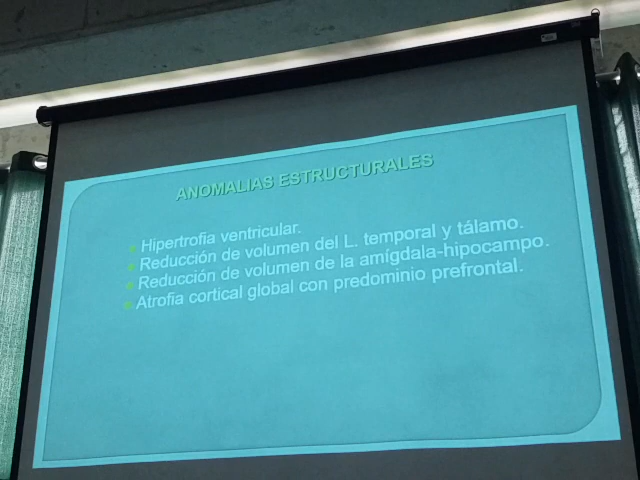 ANOMALIAS ESTRUCTURALES
Hipertrofia ventricular.
Reducción de volumen del L. temporal y tálamo.
Reducción de volumen de la amígdala-hipocampo.
Atrofia cortical global con predominio prefrontal.